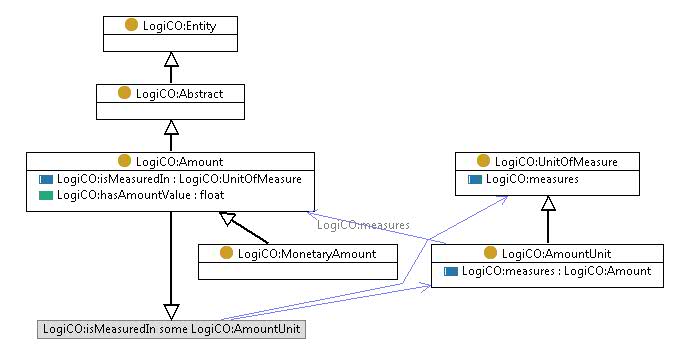 LogiCO:Entity
LogiCO:Abstract
LogiCO:Amount
LogiCO:isMeasuredIn : LogiCO:UnitOfMeasure
LogiCO:hasAmountValue : float
LogiCO:UnitOfMeasure
LogiCO:measures
LogiCO:measures
LogiCO:MonetaryAmount
LogiCO:AmountUnit
LogiCO:measures : LogiCO:Amount
LogiCO:isMeasuredIn some LogiCO:AmountUnit